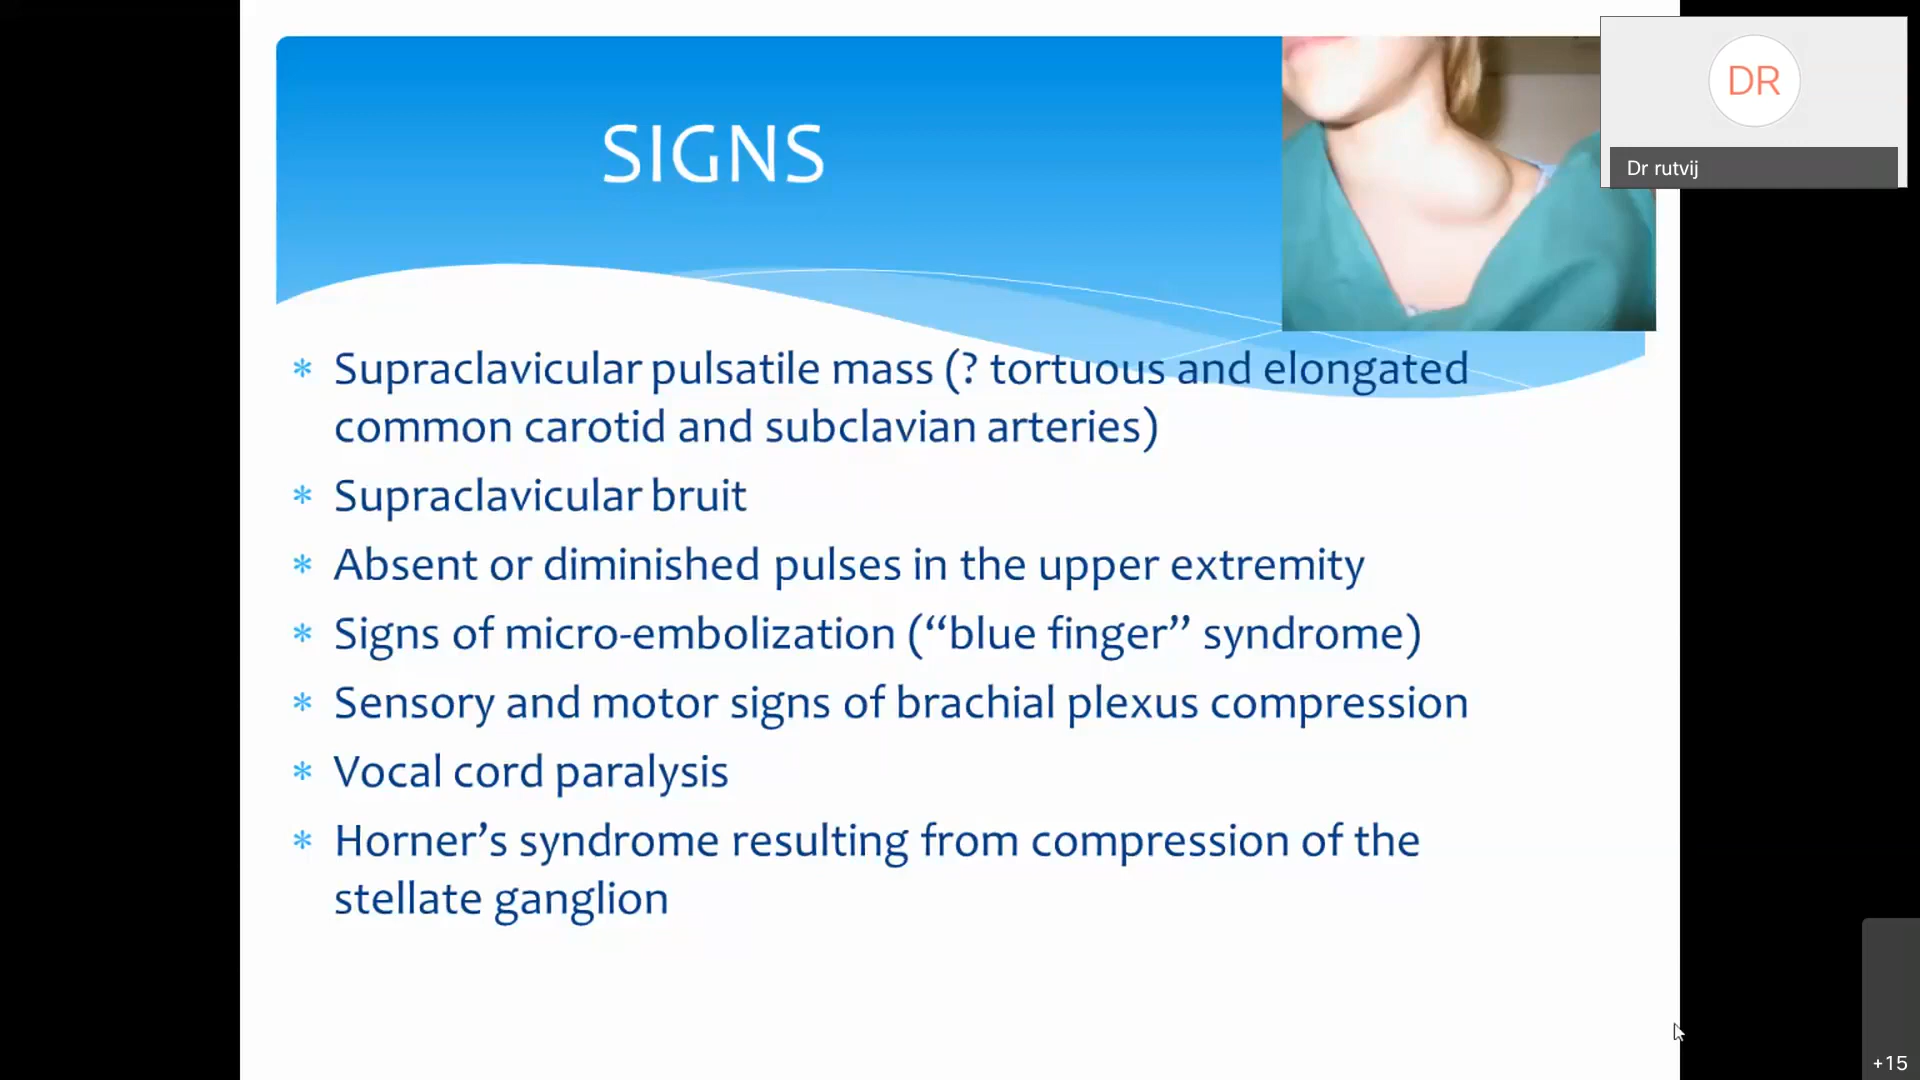 SIGNS
DR
Dr rutvij
* Supraclavicular pulsatile mass (? tortuous and elongated
common carotid and subclavian arteries)
* Supraclavicular bruit
* Absent or diminished pulses in the upper extremity
* Signs of micro-embolization (“blue finger” syndrome)
* Sensory and motor signs of brachial plexus compression
* Vocal cord paralysis
* Horner’s syndrome resulting from compression of the
stellate ganglion
+15